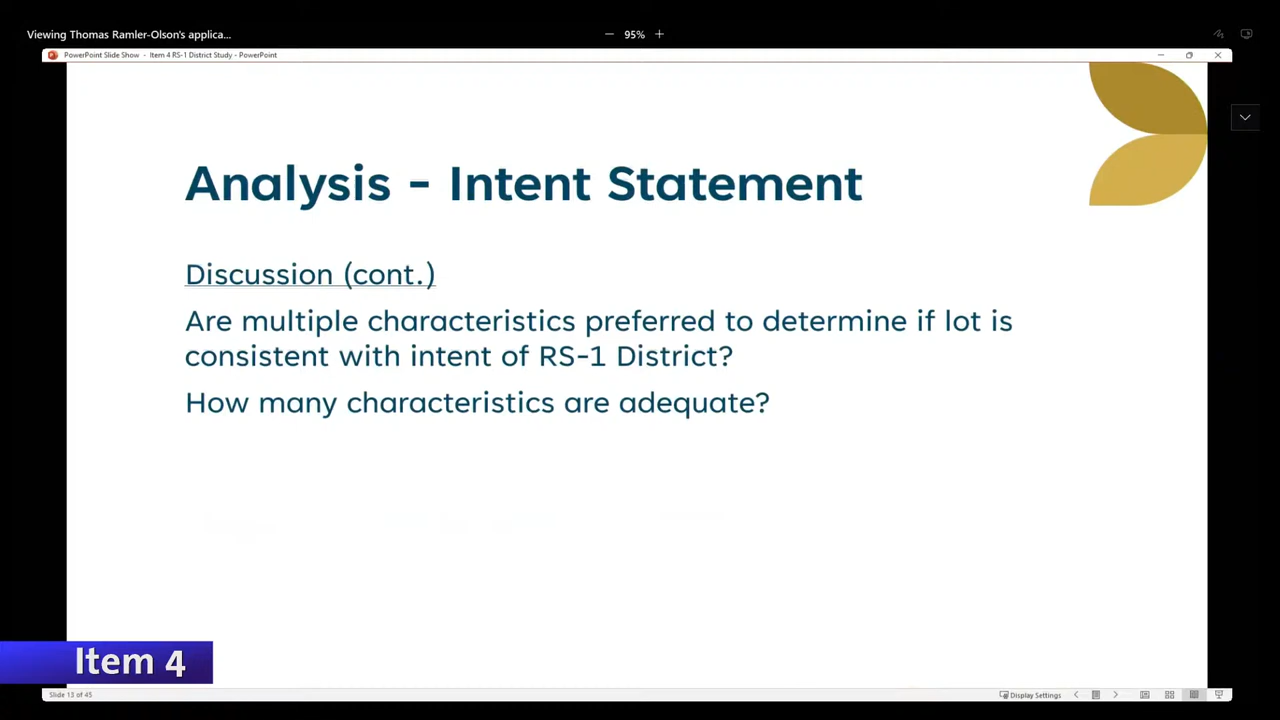 Viewing Thomas Ramler-Olson's applica...
95%
PowerPoint Slide Show - Item 4 RS-1 District Study - PowerPoint
Analysis - Intent Statement
Discussion (cont.)
Are multiple characteristics preferred to determine if lot is
consistent with intent of RS-1 District?
How many characteristics are adequate?
Item 4
Slide 13 of 45
Display Settings